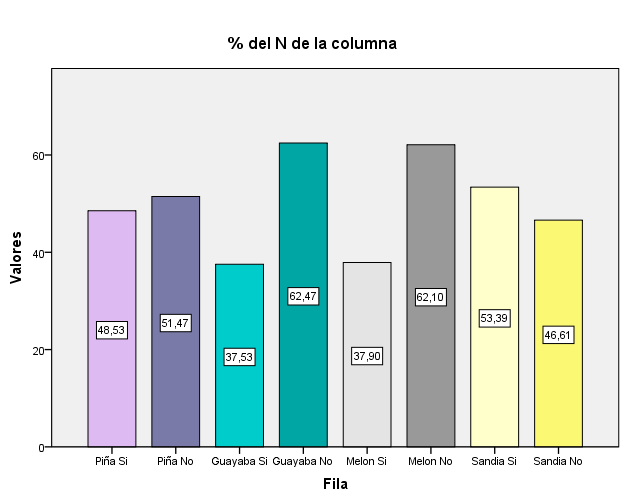 % del N de la columna
Valores
60
40
20
0
48,53
51,47
37,53
62,47
37,90
62,10
53,39
46,61
Piña Si
Piña No
Guayaba Si
Guayaba No
Melon Si
Melon No
Sandia Si
Sandia No
Fila